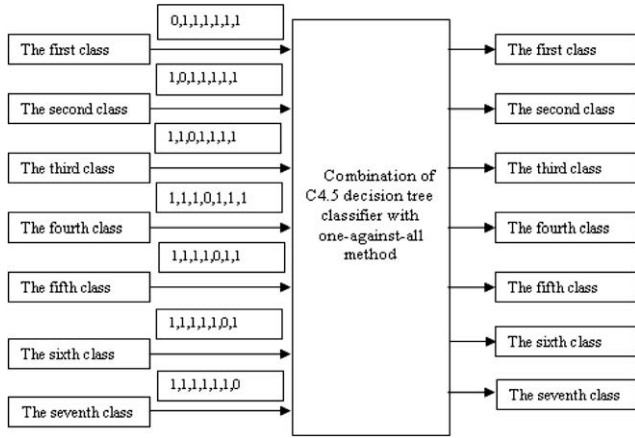 0,1,1,1,1,1,1
The first class
The first class
1,0,1,1,1,1,1
The second class
The second class
1,1,0,1,1,1,1
The third class
The third class
Combination of
C4.5 decision tree
classifier with
one-against-all
method
1,1,1,0,1,1,1
The fourth class
The fourth class
1,1,1,1,0,1,1
The fifth class
The fifth class
1,1,1,1,1,0,1
The sixth class
The sixth class
1,1,1,1,1,1,0
The seventh class
The seventh class